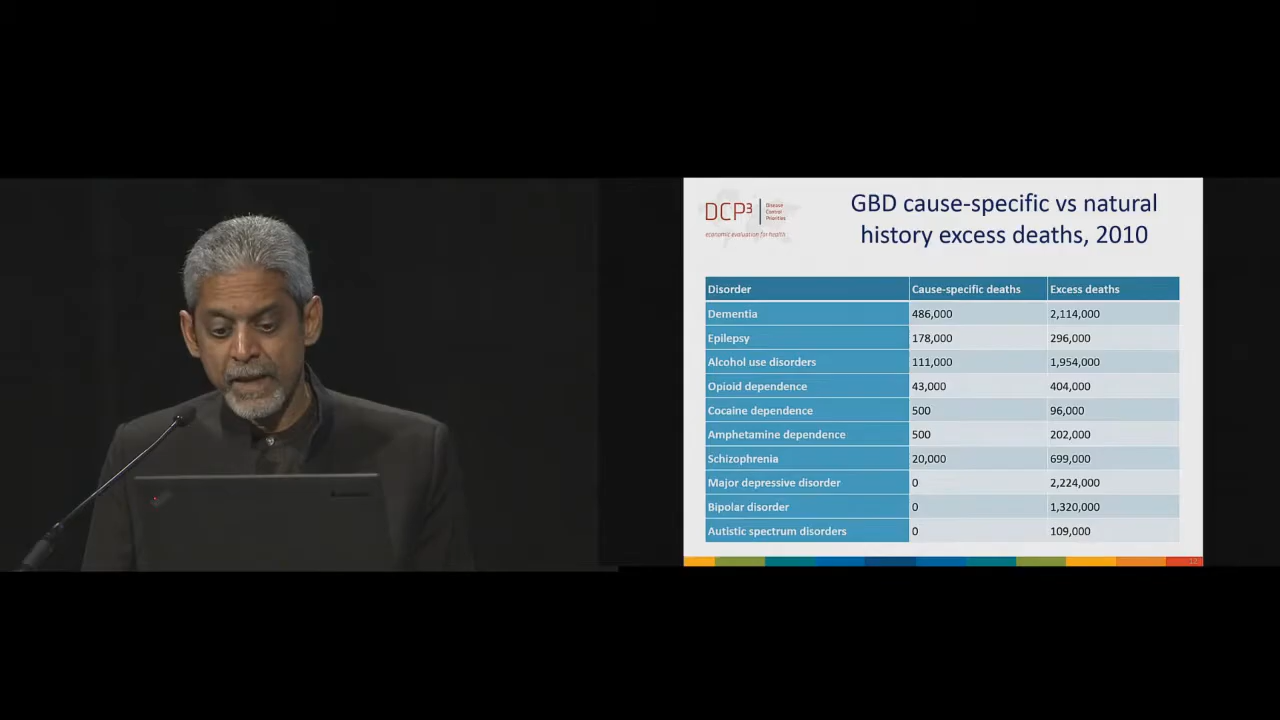 DCP3
Disease
Control
Priorities
economic evaluation for health
GBD cause-specific vs natural
history excess deaths, 2010
Disorder Cause-specific deaths Excess deaths
Dementia 486,000 2,114,000
Epilepsy 178,000 296,000
Alcohol use disorders 111,000 1,954,000
Opioid dependence 43,000 404,000
Cocaine dependence 500 96,000
Amphetamine dependence 500 202,000
Schizophrenia 20,000 699,000
Major depressive disorder 0 2,224,000
Bipolar disorder 0 1,320,000
Autistic spectrum disorders 0 109,000
12